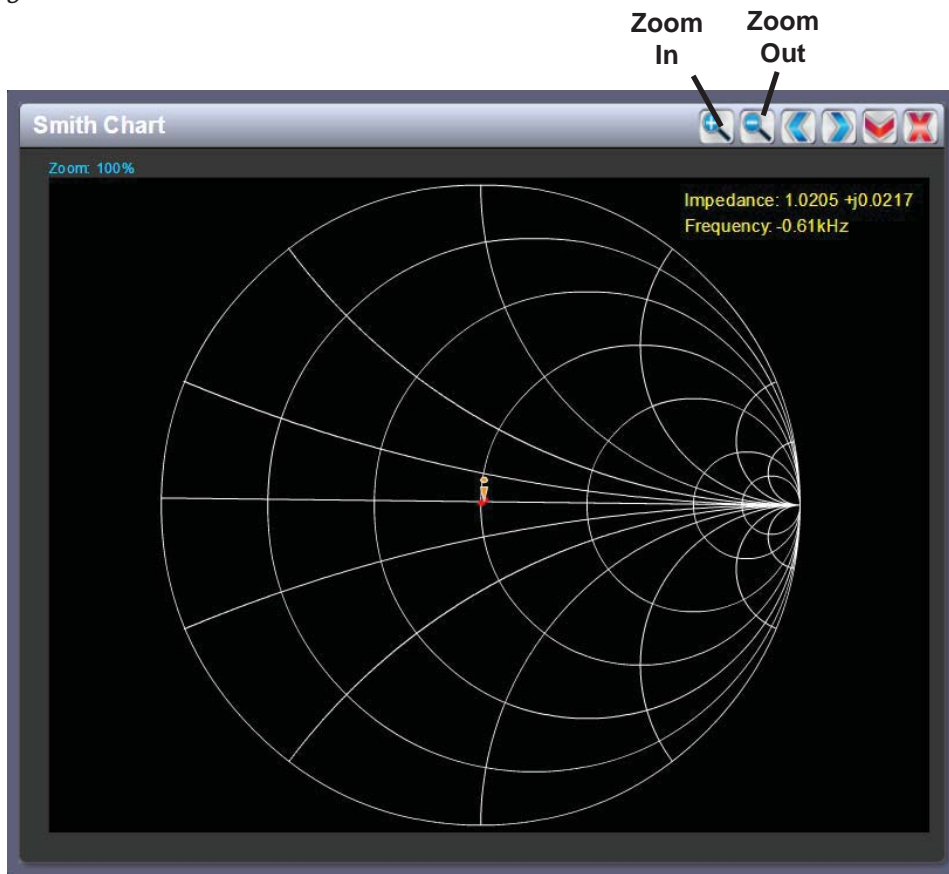 Zoom In
Zoom Out
Smith Chart
Zoom: 100%
Impedance: 1.0205 +j0.0217
Frequency: -0.61kHz